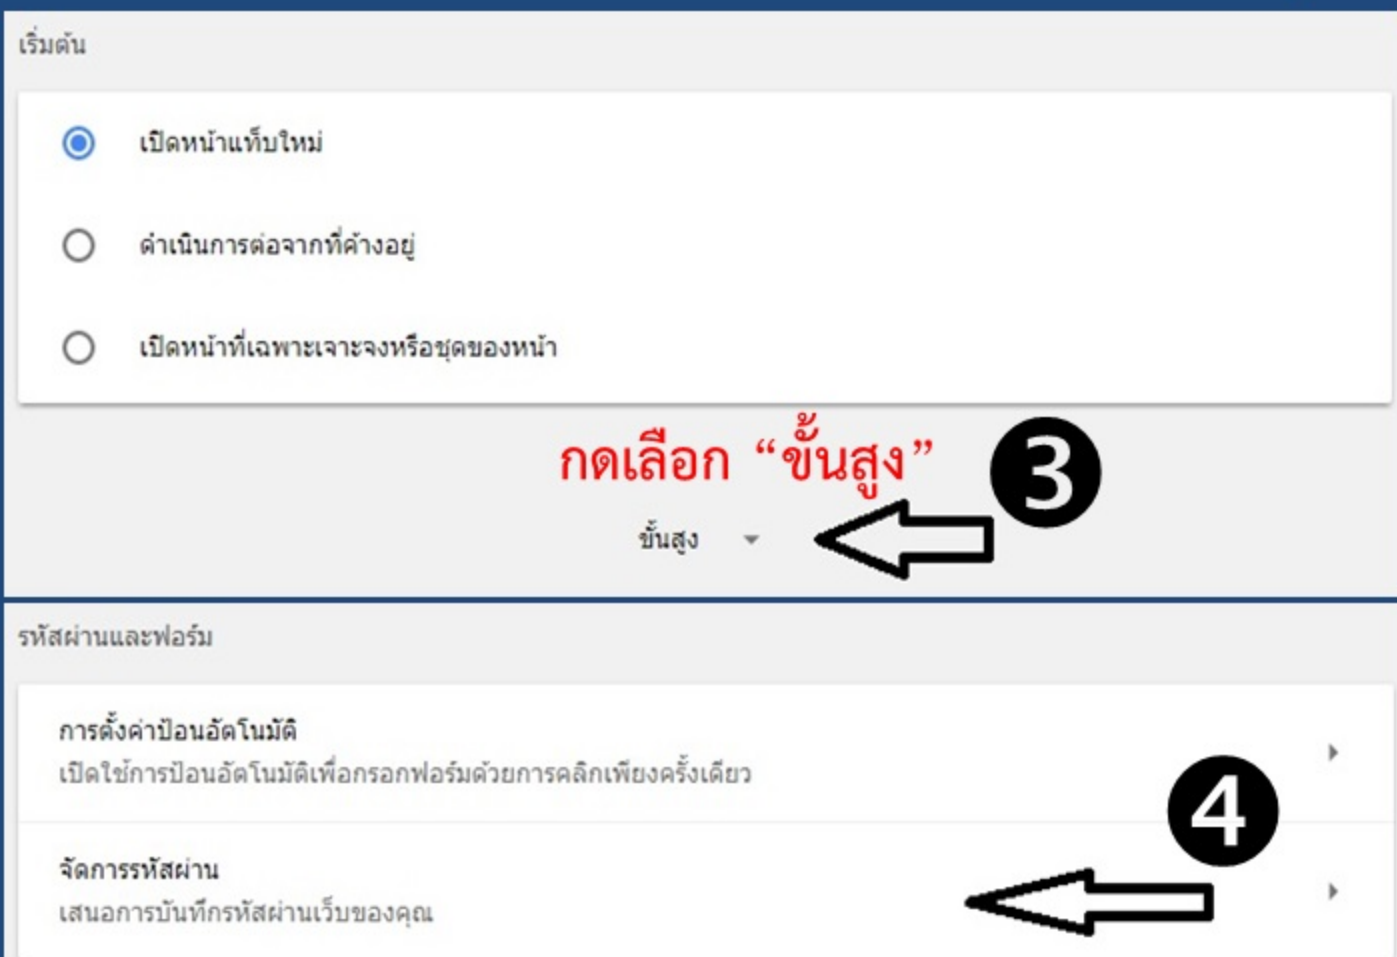 เริ่มต้น
เปิดหน้าแท็บใหม่
ดำเนินการต่อจากที่ค้างอยู่
เปิดหน้าที่เฉพาะเจาะจงหรือชุดของหน้า
กดเลือก “ขั้นสูง”
3
ขั้นสูง
รหัสผ่านและฟอร์ม
การตั้งค่าป้อนอัตโนมัติ
เปิดใช้การป้อนอัตโนมัติเพื่อกรอกฟอร์มด้วยการคลิกเพียงครั้งเดียว
4
จัดการรหัสผ่าน
เสนอการบันทึกรหัสผ่านเว็บของคุณ